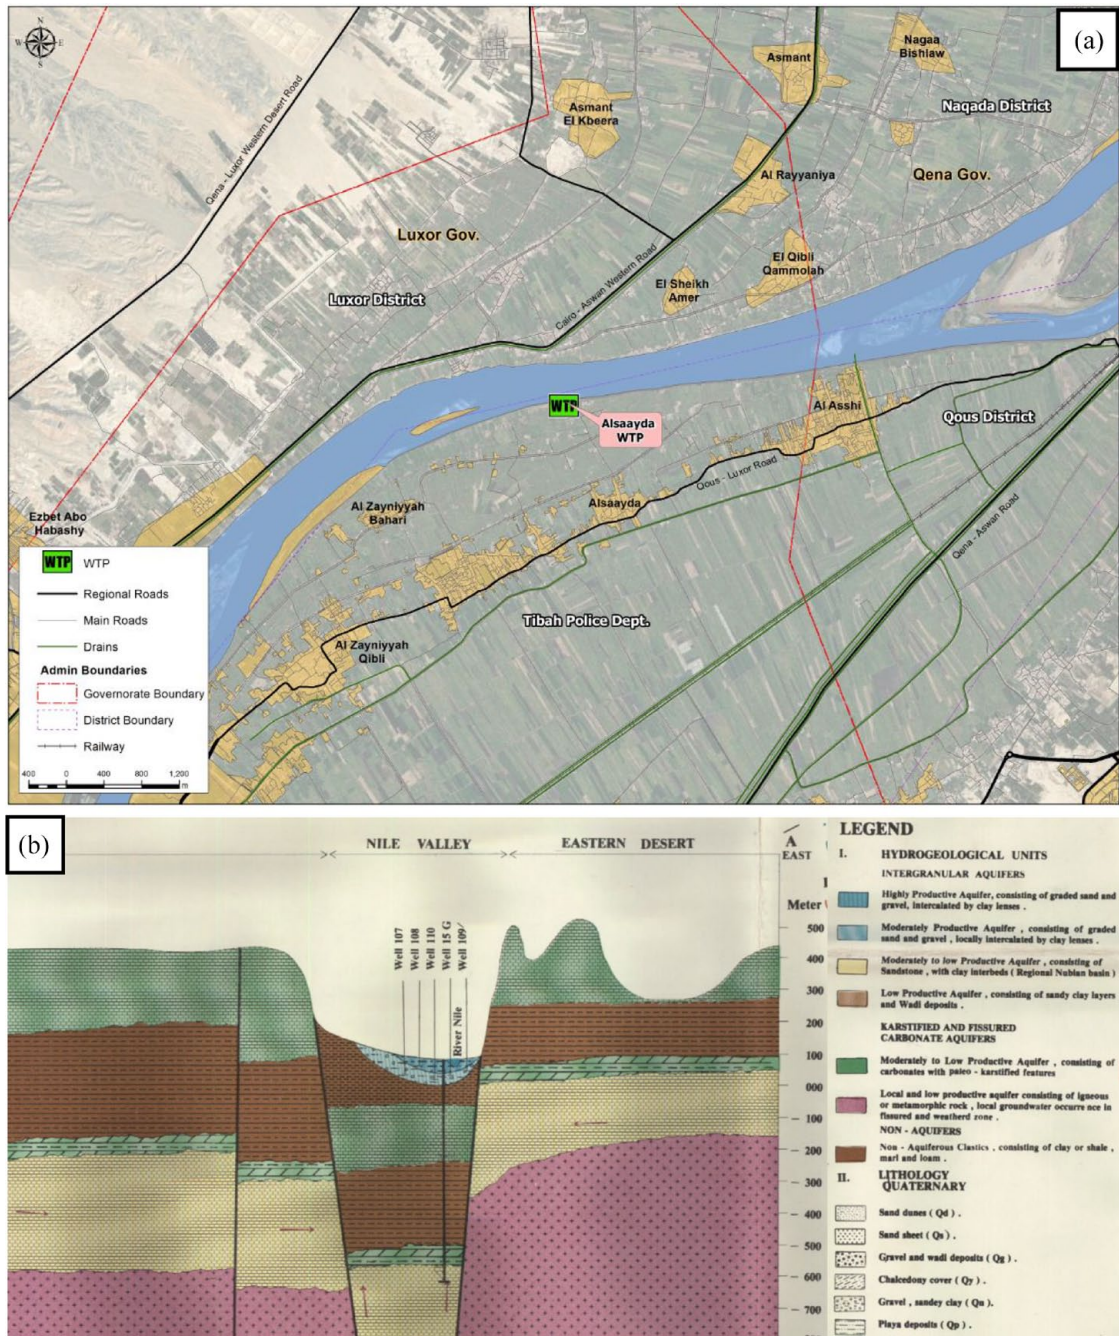 (a)
N
W
E
S
Qena - Luxor Western Desert Road
Asmant
El Kbeera
Asmant
Nagaa
Bishlaw
Naqada District
Al Rayyaniya
Qena Gov.
Luxor Gov.
El Qibli
Qammolah
El Sheikh
Amer
Luxor District
Cairo - Aswan Western Road
WTP
Alsaayda
WTP
Al Asshi
Qous District
Qous - Luxor Road
Alsaayda
Al Zayniyyah
Bahari
Qena - Aswan Road
Ezbet Abo
Habashy
Tibah Police Dept.
Al Zayniyyah
Qibli
WTP WTP
Regional Roads
Main Roads
Drains
Admin Boundaries
Governorate Boundary
District Boundary
Railway
400 0 400 800 1,200
m
(b)
NILE VALLEY
EASTERN DESERT
A
EAST
Meter
500
400
300
200
100
000
- 100
- 200
- 300
- 400
- 500
- 600
- 700
Well 107
Well 108
Well 110
Well 15 G
Well 109
River Nile
LEGEND
I. HYDROGEOLOGICAL UNITS
INTERGRANULAR AQUIFERS
Highly Productive Aquifer, consisting of graded sand and
gravel, intercalated by clay lenses .
Moderately Productive Aquifer , consisting of graded
sand and gravel , locally intercalated by clay lenses .
Moderately to low Productive Aquifer , consisting of
Sandstone , with clay interbeds ( Regional Nubian basin )
Low Productive Aquifer , consisting of sandy clay layers
and Wadi deposits .
KARSTIFIED AND FISSURED
CARBONATE AQUIFERS
Moderately to Low Productive Aquifer , consisting of
carbonates with paleo - karstified features
Local and low productive aquifer consisting of igneous
or metamorphic rock , local groundwater occurrence in
fissured and weatherd zone .
NON - AQUIFERS
Non - Aquiferous Clastics , consisting of clay or shale ,
marl and loam .
II. LITHOLOGY
QUATERNARY
Sand dunes ( Qd ) .
Sand sheet ( Qs ) .
Gravel and wadi deposits ( Qg ) .
Chalcedony cover ( Qy ) .
Gravel , sandey clay ( Qu ).
Playa deposits ( Qp ) .